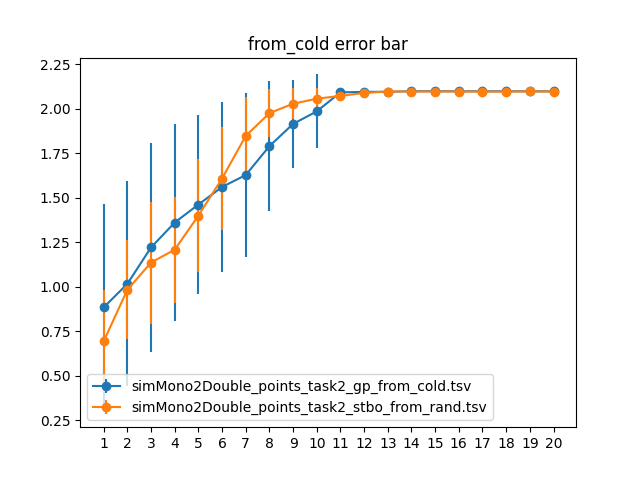 from_cold error bar
2.25
2.00
1.75
1.50
1.25
1.00
0.75
0.50
0.25
simMono2Double_points_task2_gp_from_cold.tsv
simMono2Double_points_task2_stbo_from_rand.tsv
1 2 3 4 5 6 7 8 9 10 11 12 13 14 15 16 17 18 19 20